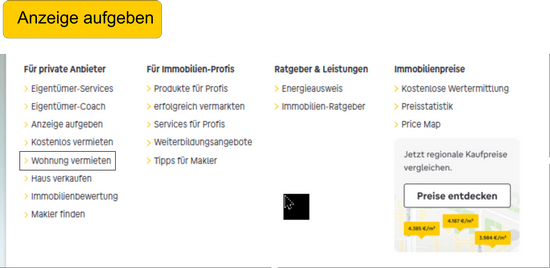 Anzeige aufgeben
Für private Anbieter
Eigentümer-Services
Eigentümer-Coach
Anzeige aufgeben
Kostenlos vermieten
Wohnung vermieten
Haus verkaufen
Immobilienbewertung
Makler finden
Für Immobilien-Profis
Produkte für Profis
erfolgreich vermarkten
Services für Profis
Weiterbildungsangebote
Tipps für Makler
Ratgeber & Leistungen
Energieausweis
Immobilien-Ratgeber
Immobilienpreise
Kostenlose Wertermittlung
Preisstatistik
Price Map
Jetzt regionale Kaufpreise
vergleichen.
Preise entdecken
4.167 €/m²
4.385 €/m²
3.984 €/m²